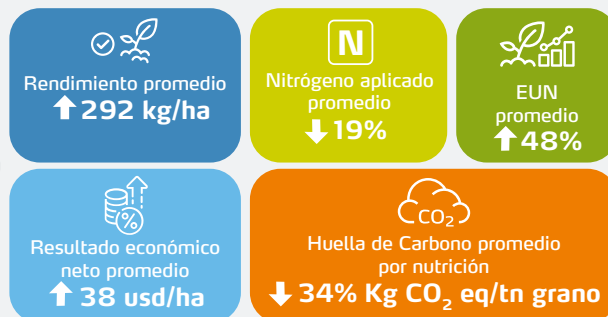 Rendimiento promedio
↑ 292 kg/ha
N
Nitrógeno aplicado
promedio
↓ 19%
EUN
promedio
↑ 48%
Resultado económico
neto promedio
↑ 38 usd/ha
CO₂
Huella de Carbono promedio
por nutrición
↓ 34% Kg CO₂ eq/tn grano